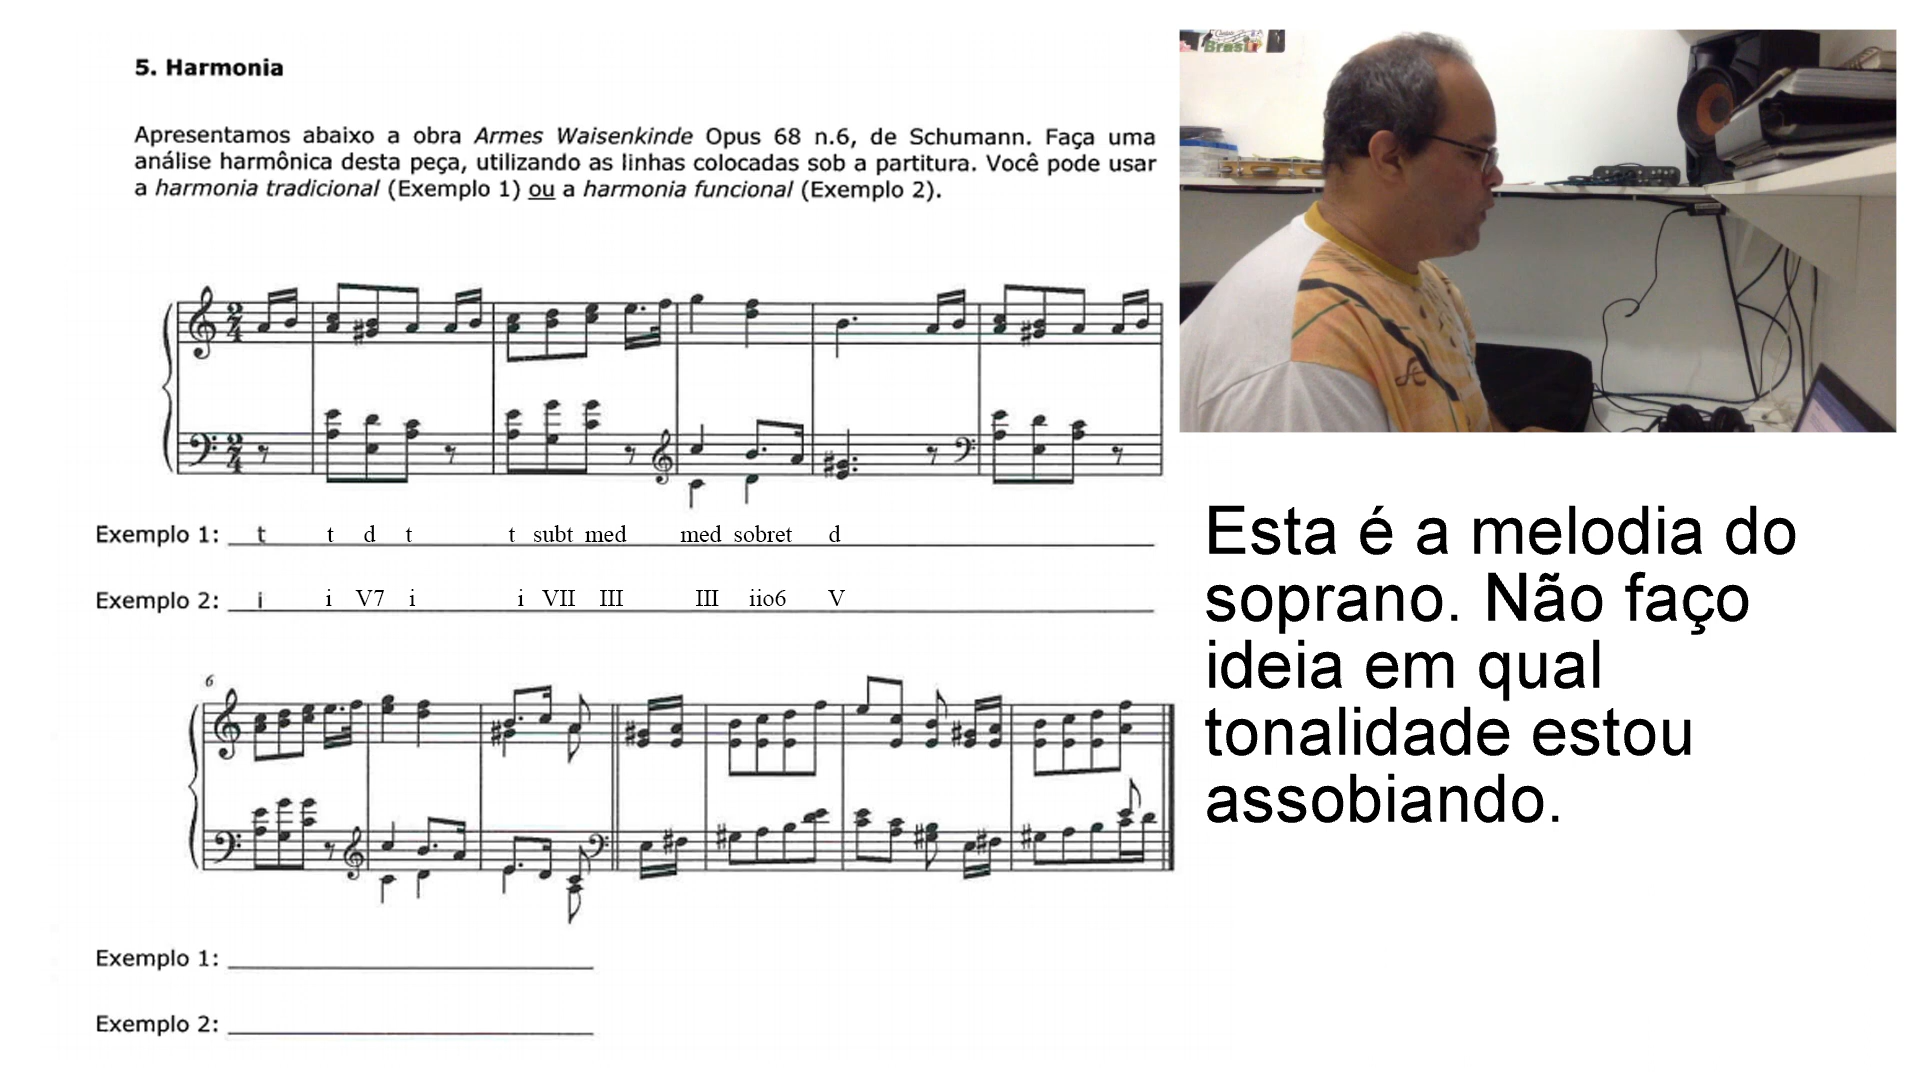 5. Harmonia
Apresentamos abaixo a obra Armes Waisenkinde Opus 68 n.6, de Schumann. Faça uma
análise harmônica desta peça, utilizando as linhas colocadas sob a partitura. Você pode usar
a harmonia tradicional (Exemplo 1) ou a harmonia funcional (Exemplo 2).
Exemplo 1: t t d t t subt med med sobret d
Exemplo 2: i i V7 i i VII III III iio6 V
6
Exemplo 1:
Exemplo 2:
Brasil
Esta é a melodia do
soprano. Não faço
ideia em qual
tonalidade estou
assobiando.